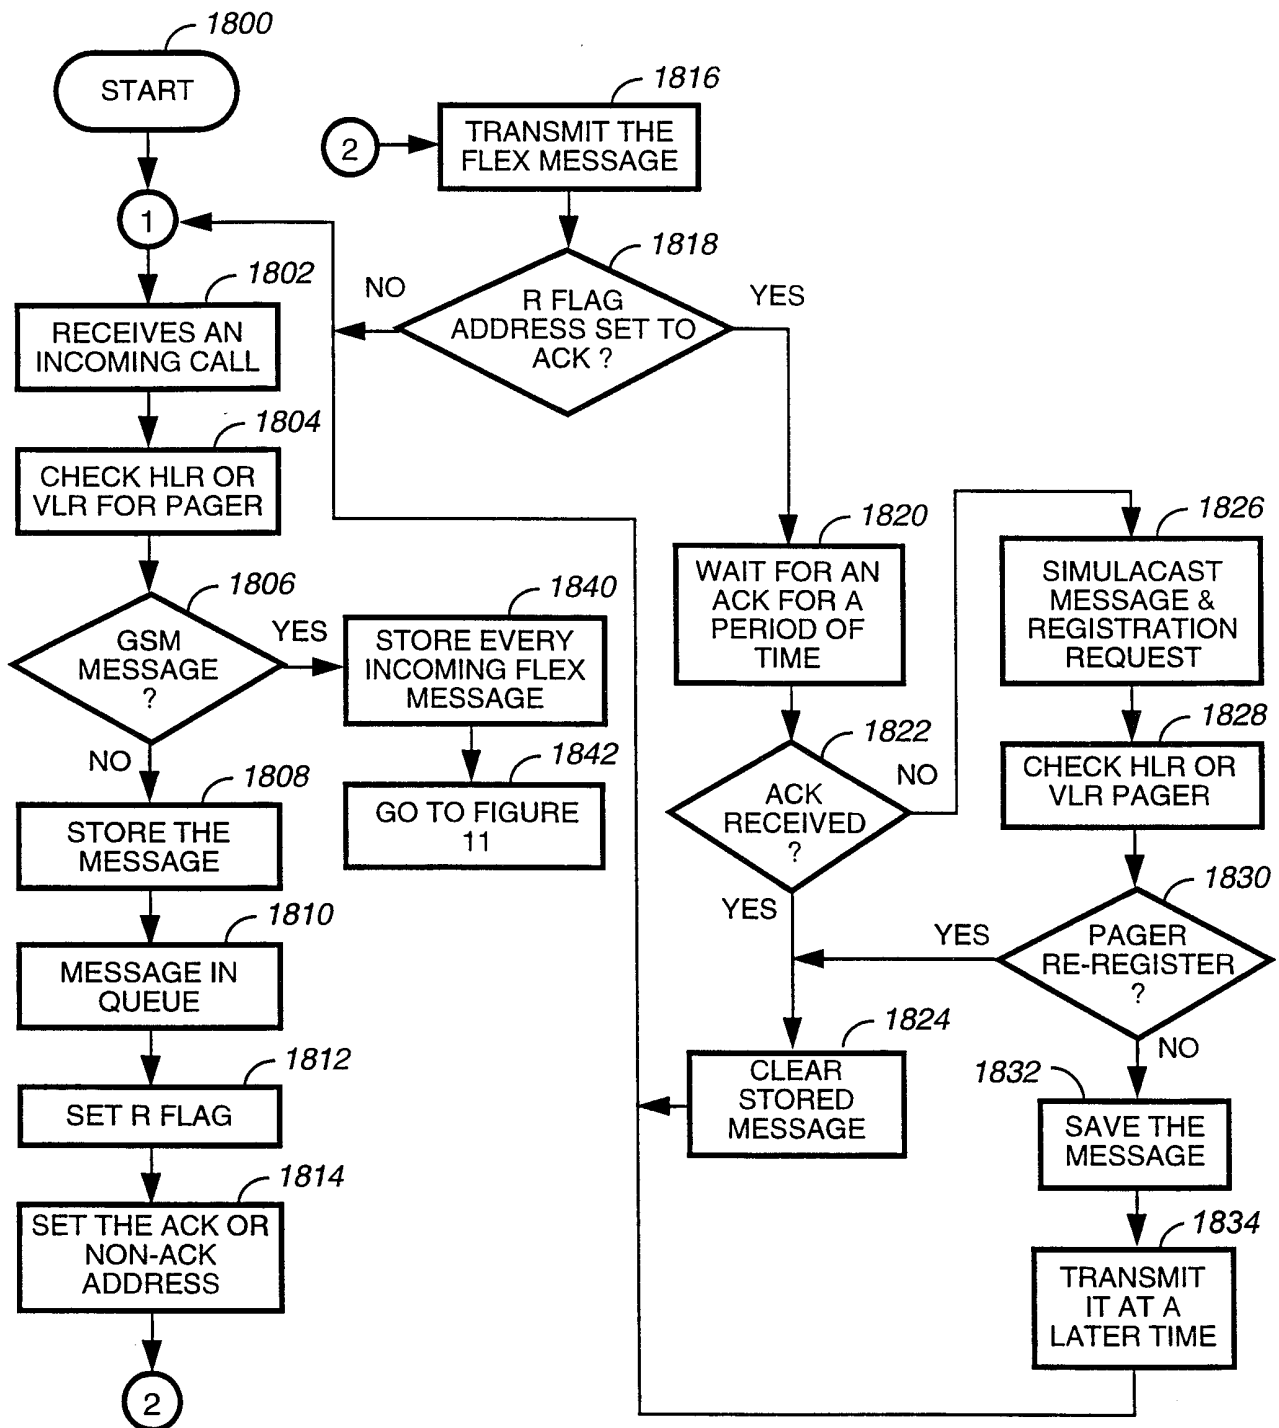 1800
START
1
1802
RECEIVES AN
INCOMING CALL
1804
CHECK HLR OR
VLR FOR PAGER
1806
GSM
MESSAGE
?
YES
NO
1840
STORE EVERY
INCOMING FLEX
MESSAGE
1842
GO TO FIGURE
11
1808
STORE THE
MESSAGE
1810
MESSAGE IN
QUEUE
1812
SET R FLAG
1814
SET THE ACK OR
NON-ACK
ADDRESS
2
2
1816
TRANSMIT THE
FLEX MESSAGE
1818
R FLAG
ADDRESS SET TO
ACK ?
NO
YES
1820
WAIT FOR AN
ACK FOR A
PERIOD OF
TIME
1822
ACK
RECEIVED
?
NO
YES
1824
CLEAR
STORED
MESSAGE
1826
SIMULACAST
MESSAGE &
REGISTRATION
REQUEST
1828
CHECK HLR OR
VLR PAGER
1830
PAGER
RE-REGISTER
?
YES
NO
1832
SAVE THE
MESSAGE
1834
TRANSMIT
IT AT A
LATER TIME